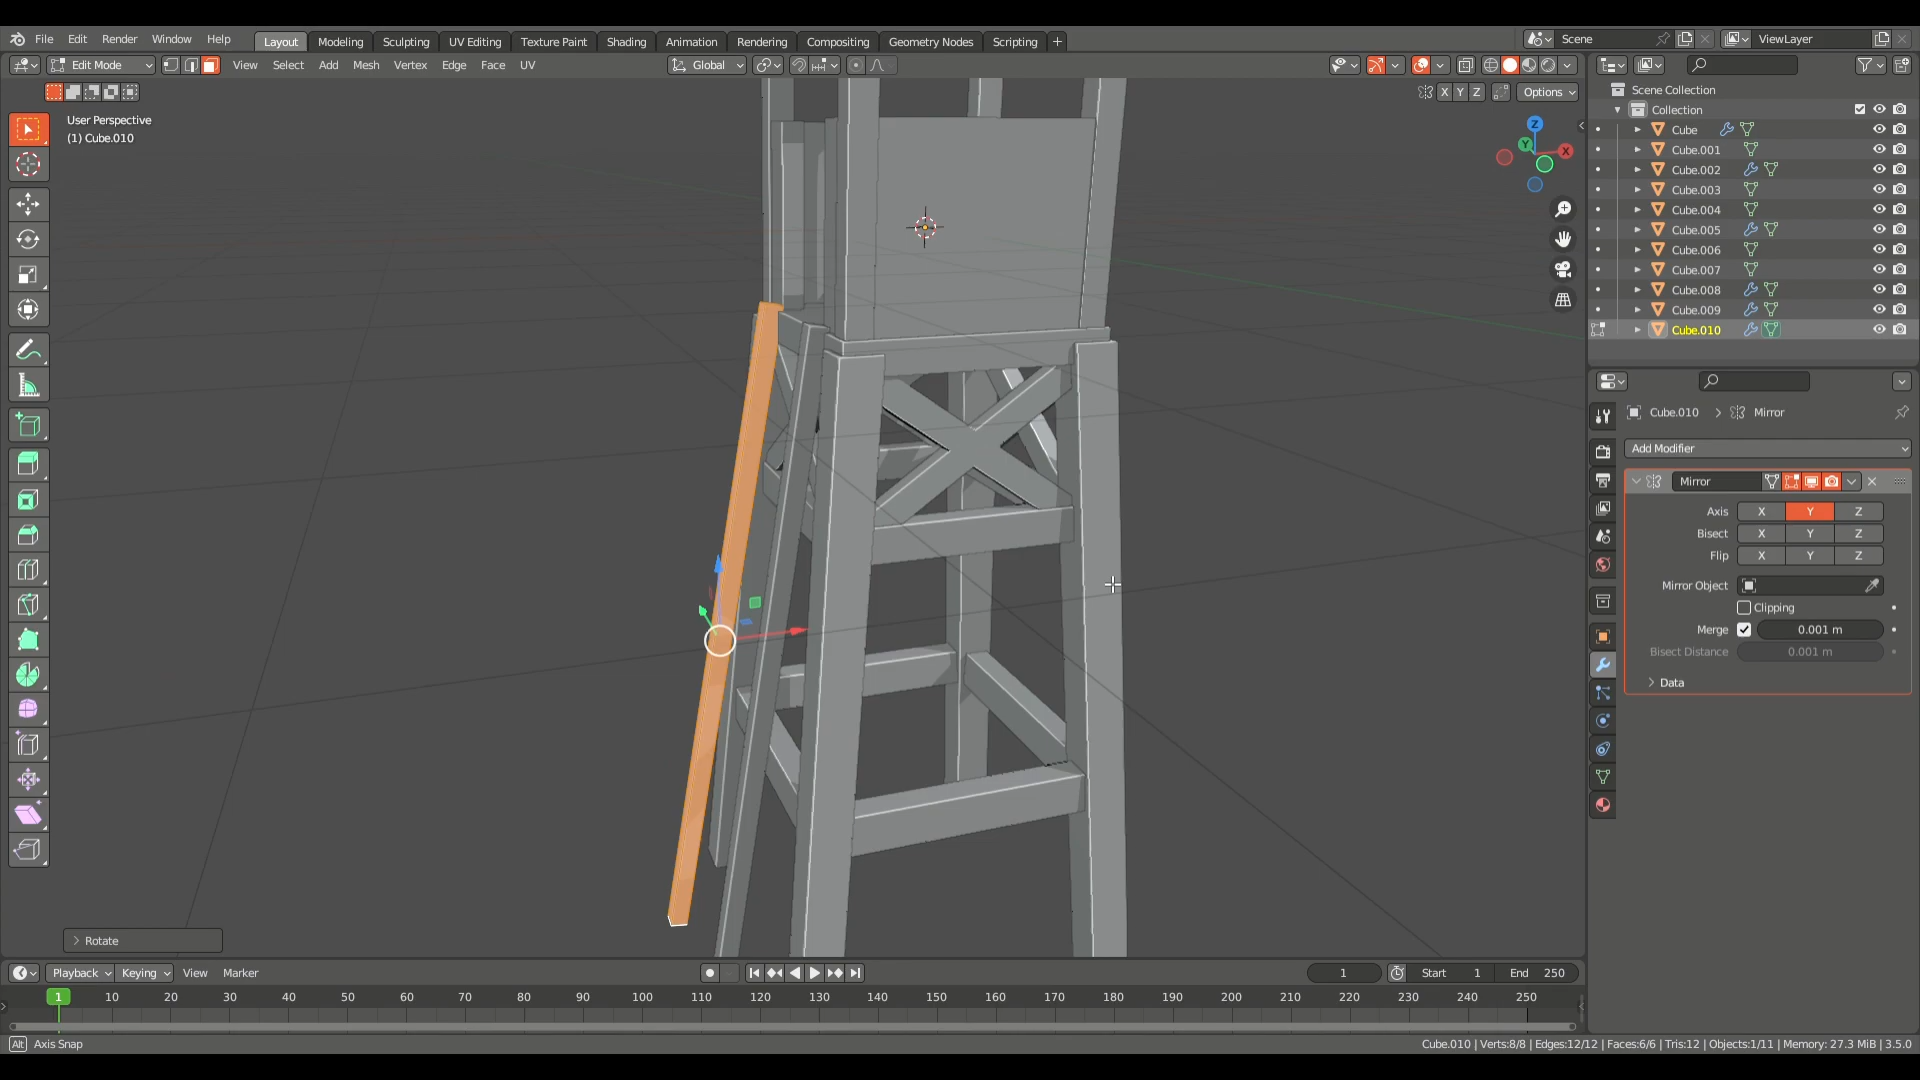 File Edit Render Window Help Layout Modeling Sculpting UV Editing Texture Paint Shading Animation Rendering Compositing Geometry Nodes Scripting + Scene ViewLayer
Edit Mode View Select Add Mesh Vertex Edge Face UV Global
X Y Z Options
User Perspective
(1) Cube.010
Z
Y
X
Rotate
Scene Collection
Collection
Cube
Cube.001
Cube.002
Cube.003
Cube.004
Cube.005
Cube.006
Cube.007
Cube.008
Cube.009
Cube.010
Cube.010 > Mirror
Add Modifier
Mirror
Axis X Y Z
Bisect X Y Z
Flip X Y Z
Mirror Object
Clipping
Merge 0.001 m
Bisect Distance 0.001 m
Data
Playback Keying View Marker 1 Start 1 End 250
1 10 20 30 40 50 60 70 80 90 100 110 120 130 140 150 160 170 180 190 200 210 220 230 240 250
Alt Axis Snap
Cube.010 | Verts:8/8 | Edges:12/12 | Faces:6/6 | Tris:12 | Objects:1/11 | Memory: 27.3 MiB | 3.5.0